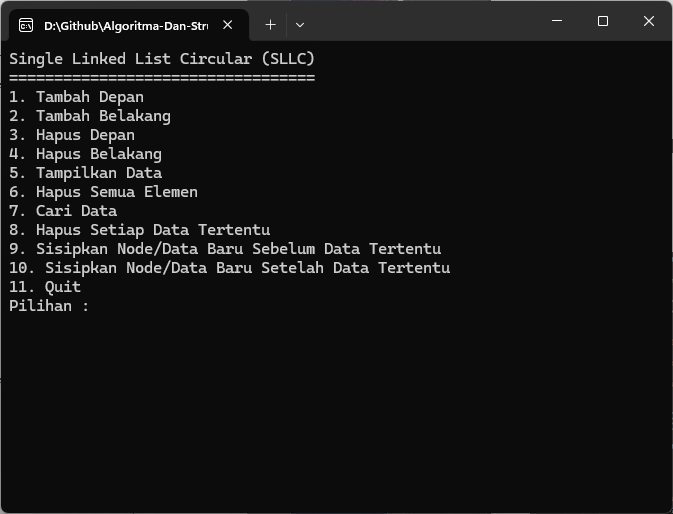 D:\Github\Algoritma-Dan-Stru
Single Linked List Circular (SLLC)
==================================
1. Tambah Depan
2. Tambah Belakang
3. Hapus Depan
4. Hapus Belakang
5. Tampilkan Data
6. Hapus Semua Elemen
7. Cari Data
8. Hapus Setiap Data Tertentu
9. Sisipkan Node/Data Baru Sebelum Data Tertentu
10. Sisipkan Node/Data Baru Setelah Data Tertentu
11. Quit
Pilihan :